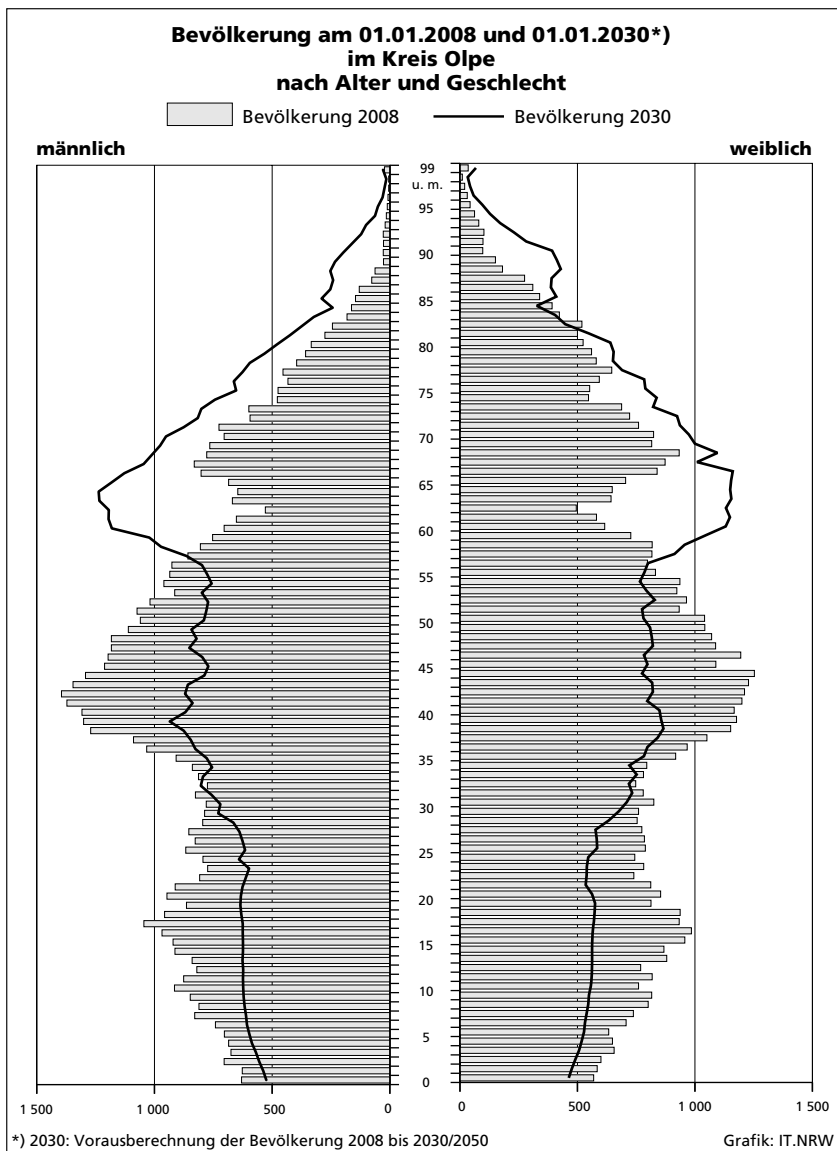 Bevölkerung am 01.01.2008 und 01.01.2030*)
im Kreis Olpe
nach Alter und Geschlecht
Bevölkerung 2008
Bevölkerung 2030
männlich
weiblich
99
u. m.
95
90
85
80
75
70
65
60
55
50
45
40
35
30
25
20
15
10
5
0
1 500 1 000 500 0 0 500 1 000 1 500
*) 2030: Vorausberechnung der Bevölkerung 2008 bis 2030/2050
Grafik: IT.NRW